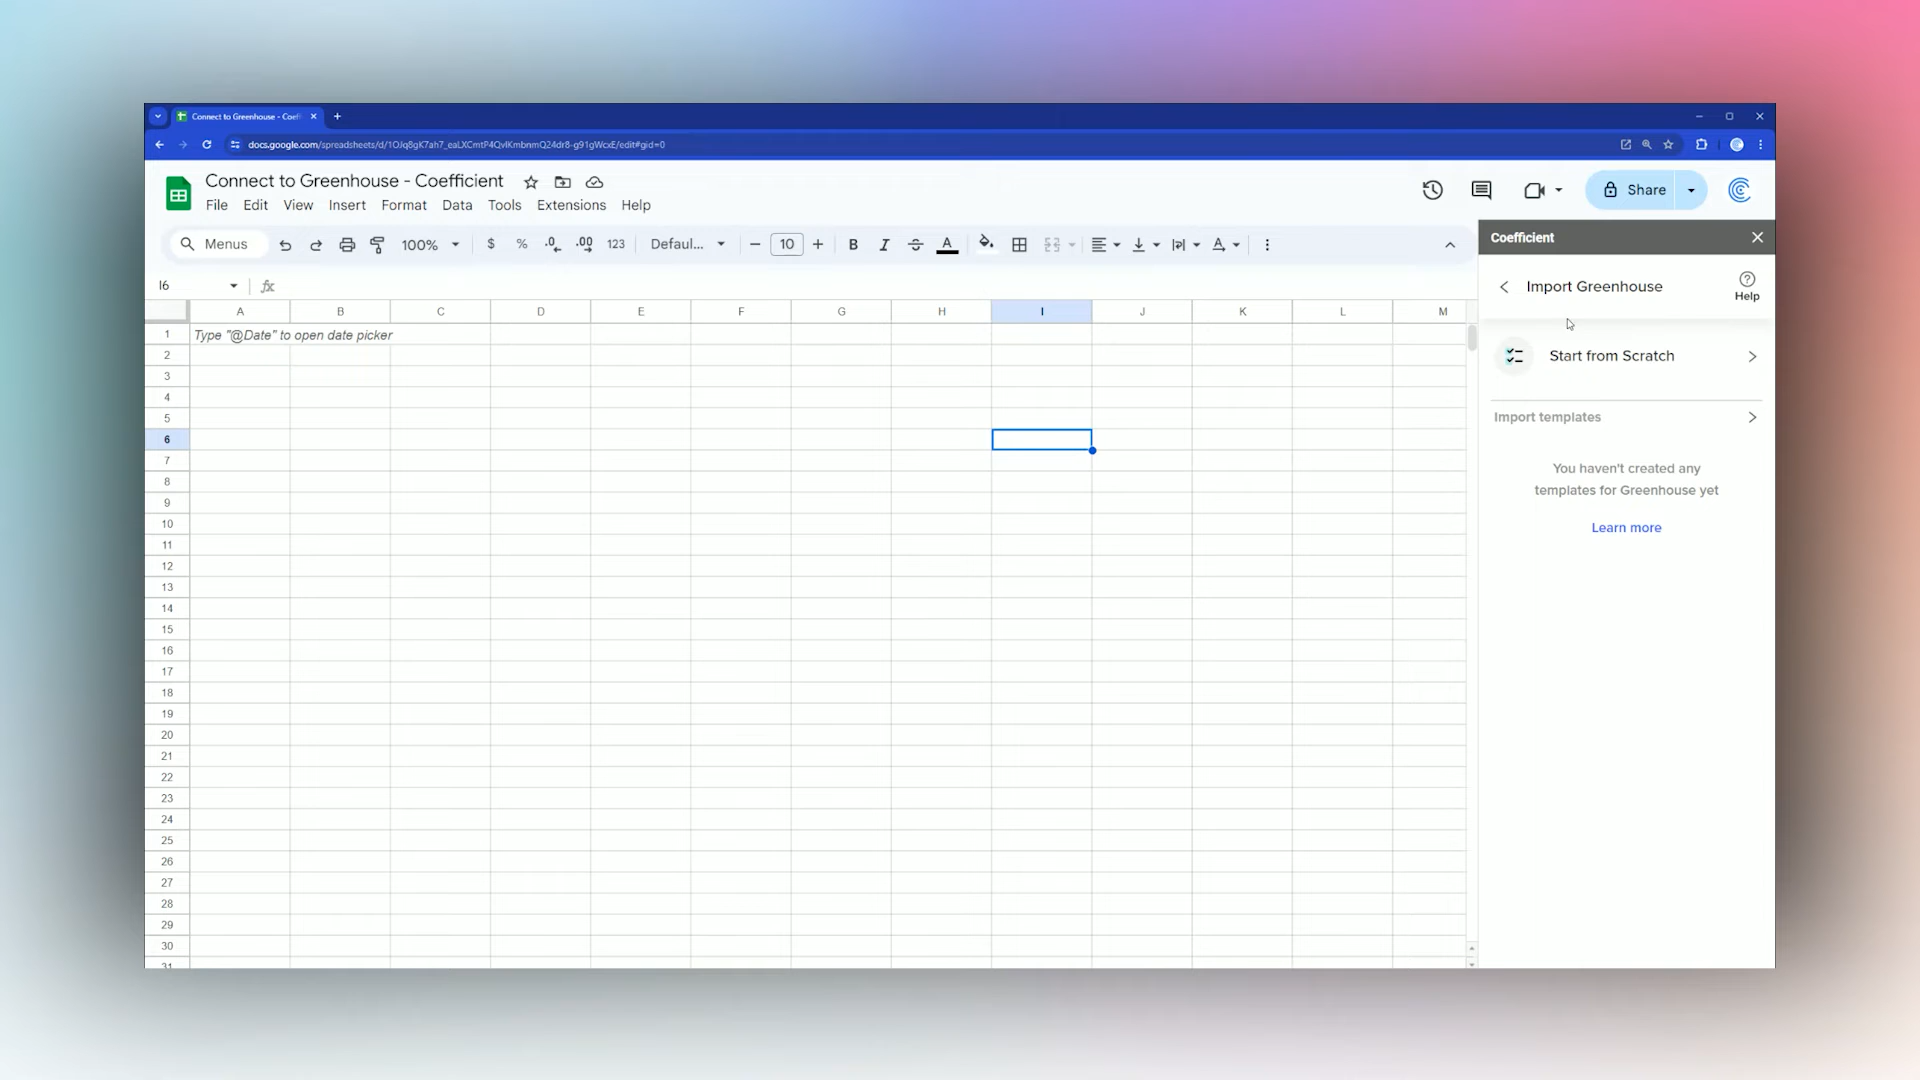 Connect to Greenhouse - Coeffi
docs.google.com/spreadsheets/d/1OJq8gK7ah7_eaLXCmtP4QvlKmbnmQ24dr8-g91gWcxE/edit#gid=0
Connect to Greenhouse - Coefficient
File Edit View Insert Format Data Tools Extensions Help
Share
Menus 100% $ % .0 .00 123 Defaul... 10 B I S A
Coefficient
I6 fx
Import Greenhouse
Help
A B C D E F G H I J K L M
1 Type "@Date" to open date picker
2
3
4
5
6
7
8
9
10
11
12
13
14
15
16
17
18
19
20
21
22
23
24
25
26
27
28
29
30
31
Start from Scratch
Import templates
You haven't created any
templates for Greenhouse yet
Learn more